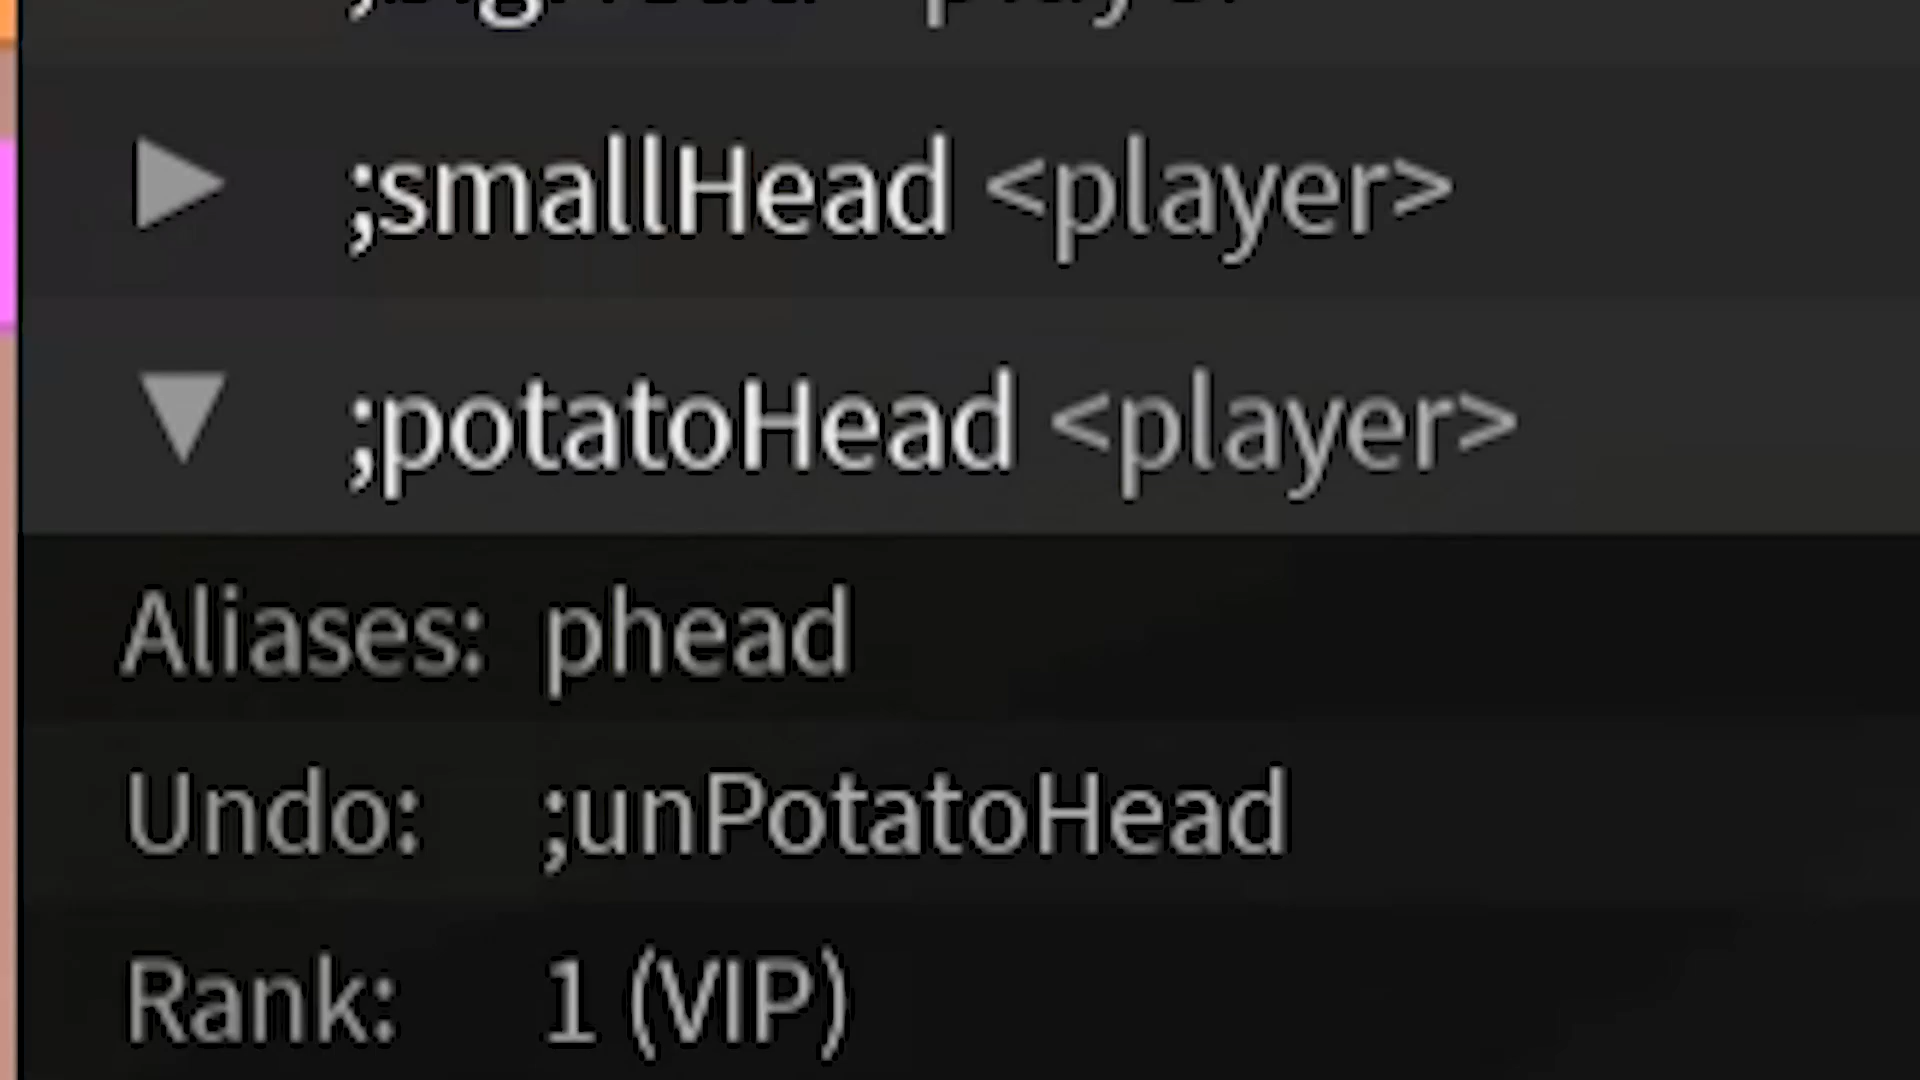 ;smallHead <player>
;potatoHead <player>
Aliases: phead
Undo: ;unPotatoHead
Rank: 1 (VIP)